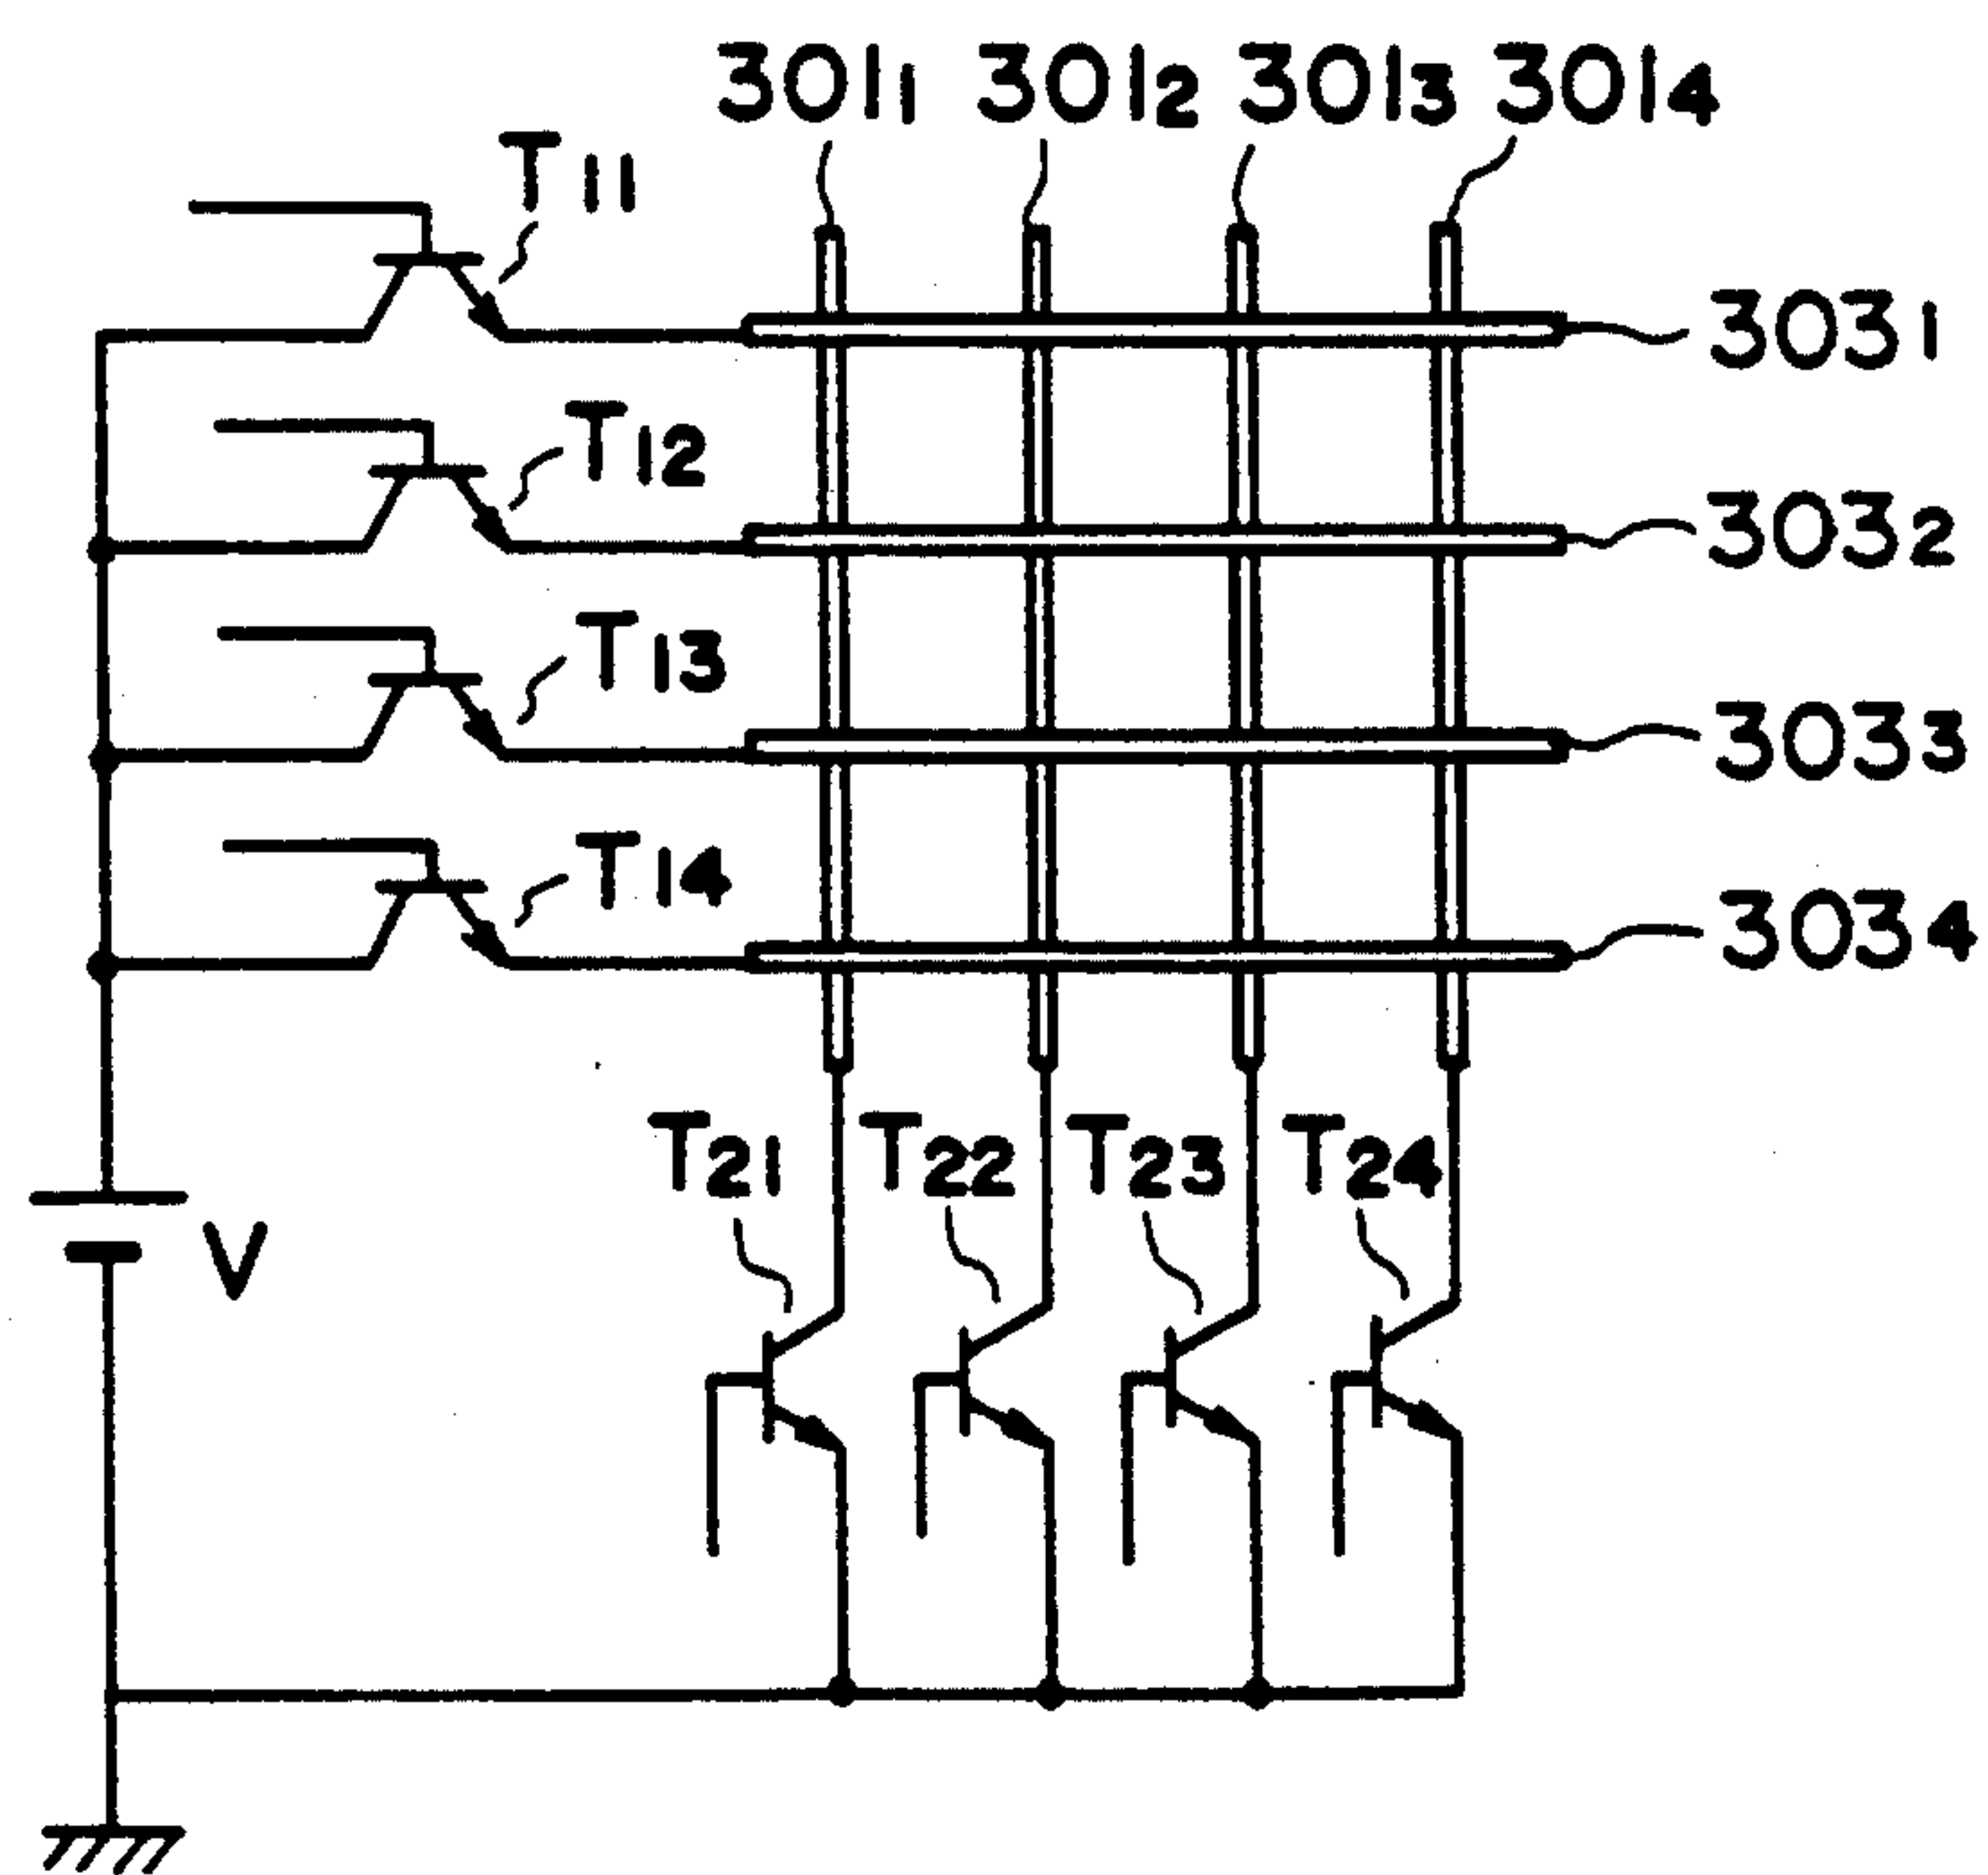 301₁ 301₂ 301₃ 301₄
T₁₁
303₁
T₁₂
303₂
T₁₃
303₃
T₁₄
303₄
T₂₁ T₂₂ T₂₃ T₂₄
V